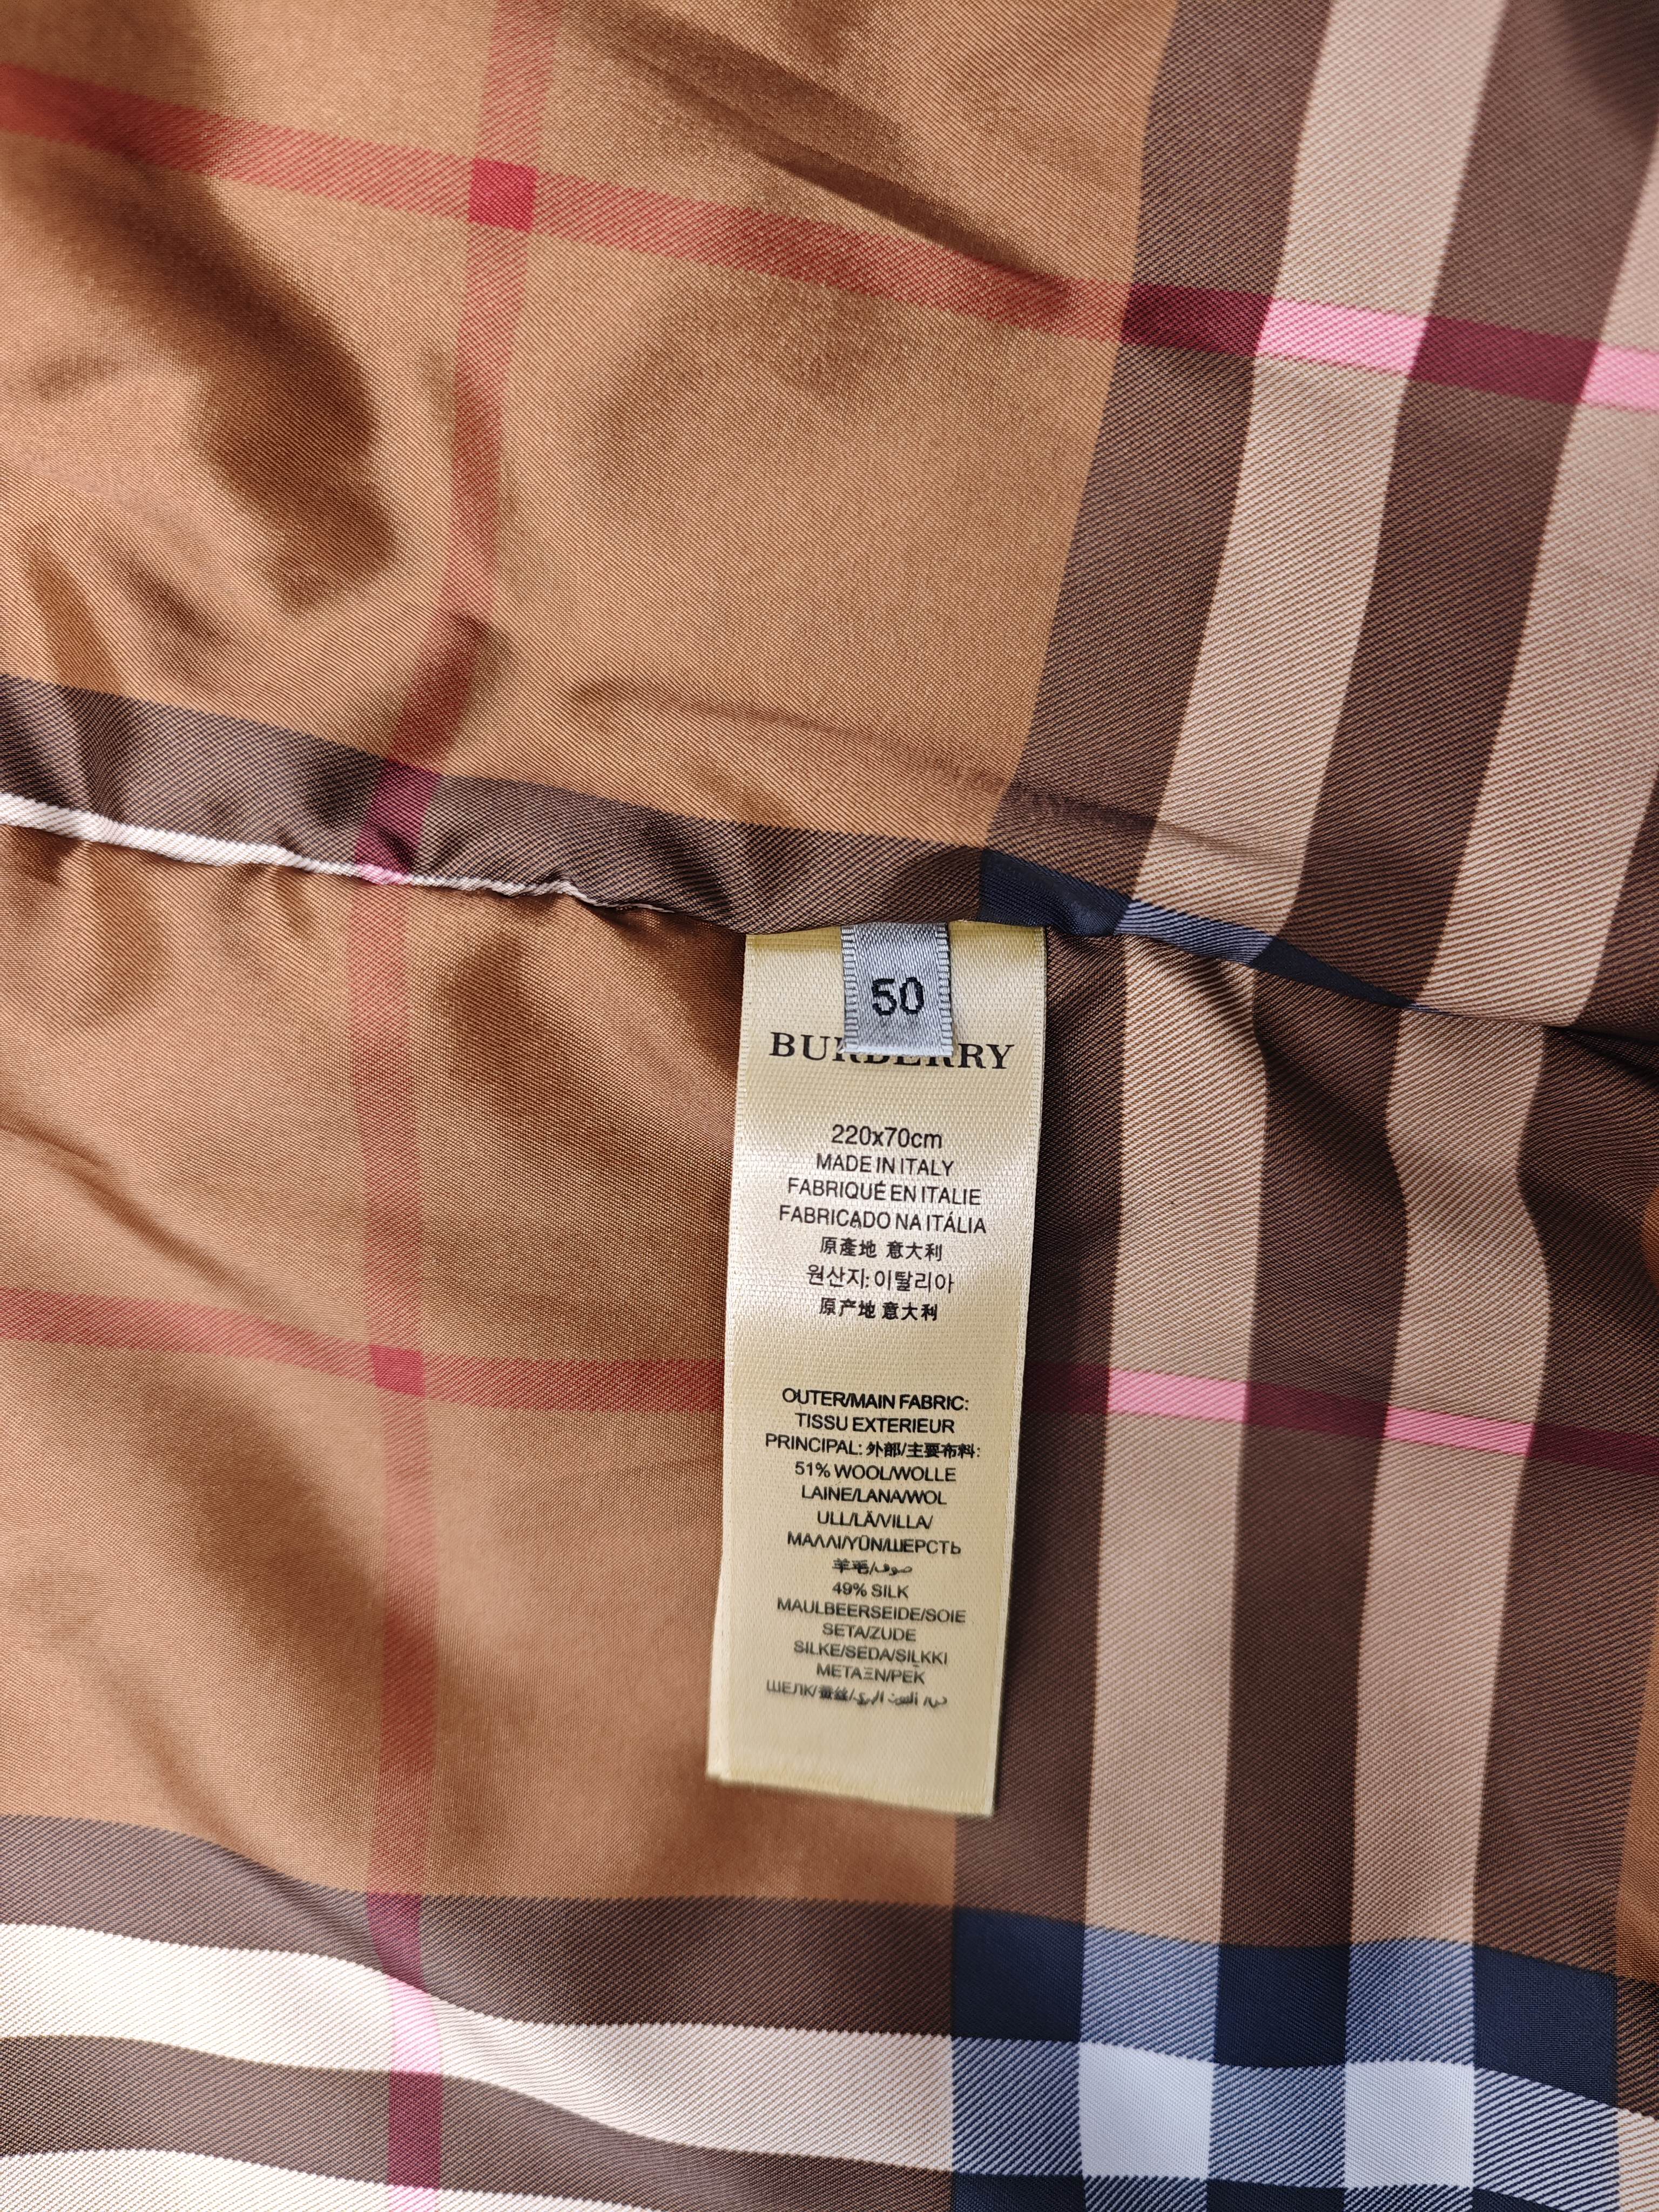 50
BURBERRY
220x70cm
MADE IN ITALY
FABRIQUÉ EN ITALIE
FABRICADO NA ITÁLIA
原產地 意大利
원산지: 이탈리아
原产地 意大利
OUTER/MAIN FABRIC:
TISSU EXTERIEUR
PRINCIPAL: 外部/主要布料:
51% WOOL/WOLLE
LAINE/LANA/WOL
ULL/LÄ/VILLA/
ΜΑΛΛΙ/YÜN/ШЕРСТЬ
羊毛/صوف
49% SILK
MAULBEERSEIDE/SOIE
SETA/ZUDE
SILKE/SEDA/SILKKI
ΜΕΤΑΞΝ/PEK
ШЕЛК/蚕丝/